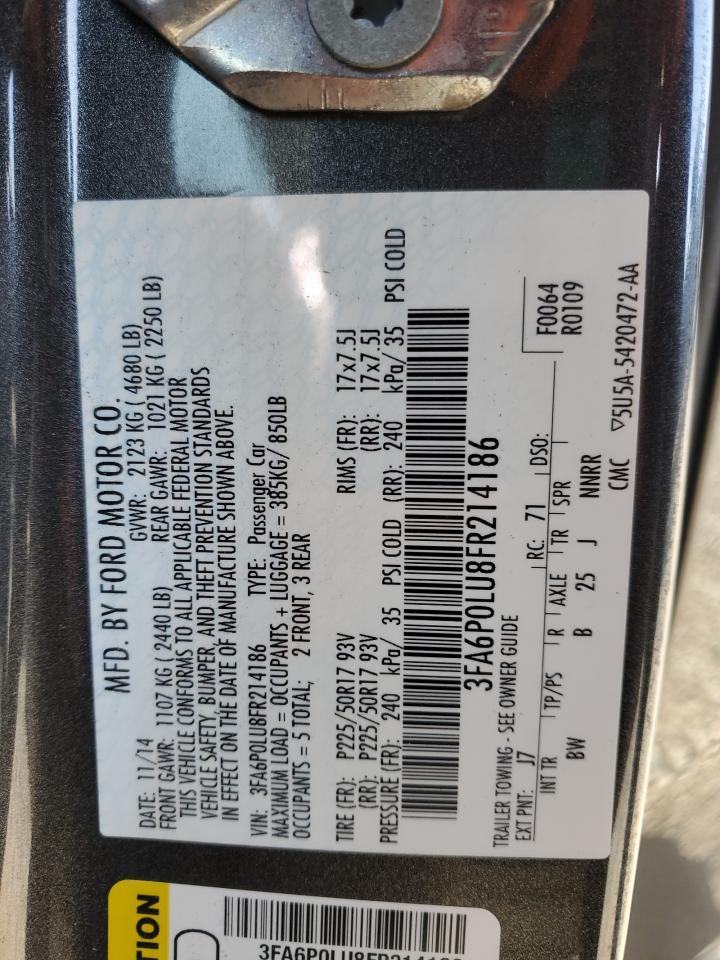 MFD. BY FORD MOTOR CO.
DATE: 11/14 GVWR: 2123 KG ( 4680 LB)
FRONT GAWR: 1107 KG ( 2440 LB) REAR GAWR: 1021 KG ( 2250 LB)
THIS VEHICLE CONFORMS TO ALL APPLICABLE FEDERAL MOTOR
VEHICLE SAFETY, BUMPER, AND THEFT PREVENTION STANDARDS
IN EFFECT ON THE DATE OF MANUFACTURE SHOWN ABOVE.
VIN: 3FA6P0LU8FR214186 TYPE: Passenger Car
MAXIMUM LOAD = OCCUPANTS + LUGGAGE = 385KG/ 850LB
OCCUPANTS = 5 TOTAL; 2 FRONT, 3 REAR
TIRE (FR): P225/50R17 93V RIMS (FR): 17x7.5J
(RR): P225/50R17 93V (RR): 17x7.5J
PRESSURE (FR): 240 kPa/ 35 PSI COLD (RR): 240 kPa/ 35 PSI COLD
3FA6P0LU8FR214186
TRAILER TOWING - SEE OWNER GUIDE
EXT PNT: J7 RC: 71 DSO: F0064
R0109
INT TR TP/PS R AXLE TR SPR
BW B 25 J NNRR
CMC ▽5U5A-5420472-AA
TION
3FA6P0LU8FR214186